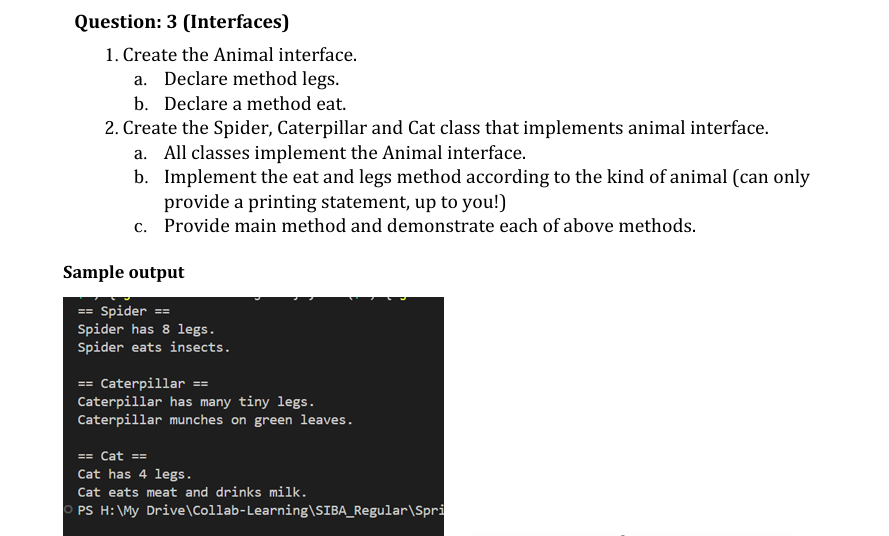 Question: 3 (Interfaces)
1. Create the Animal interface.
a. Declare method legs.
b. Declare a method eat.
2. Create the Spider, Caterpillar and Cat class that implements animal interface.
a. All classes implement the Animal interface.
b. Implement the eat and legs method according to the kind of animal (can only
provide a printing statement, up to you!)
c. Provide main method and demonstrate each of above methods.
Sample output
== Spider ==
Spider has 8 legs.
Spider eats insects.
== Caterpillar ==
Caterpillar has many tiny legs.
Caterpillar munches on green leaves.
== Cat ==
Cat has 4 legs.
Cat eats meat and drinks milk.
PS H:\My Drive\Collab-Learning\SIBA_Regular\Spri